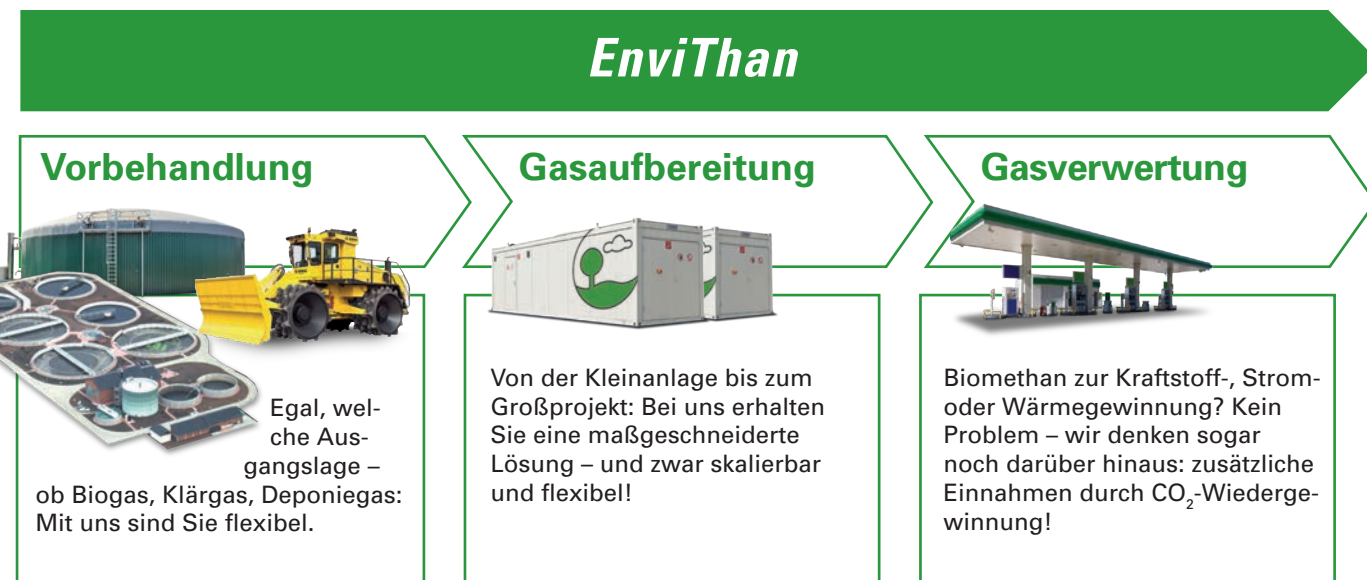 EnviThan
Vorbehandlung
Egal, wel-
che Aus-
gangslage –
ob Biogas, Klärgas, Deponiegas:
Mit uns sind Sie flexibel.
Gasaufbereitung
Von der Kleinanlage bis zum
Großprojekt: Bei uns erhalten
Sie eine maßgeschneiderte
Lösung – und zwar skalierbar
und flexibel!
Gasverwertung
Biomethan zur Kraftstoff-, Strom-
oder Wärmegewinnung? Kein
Problem – wir denken sogar
noch darüber hinaus: zusätzliche
Einnahmen durch CO₂-Wiederge-
winnung!